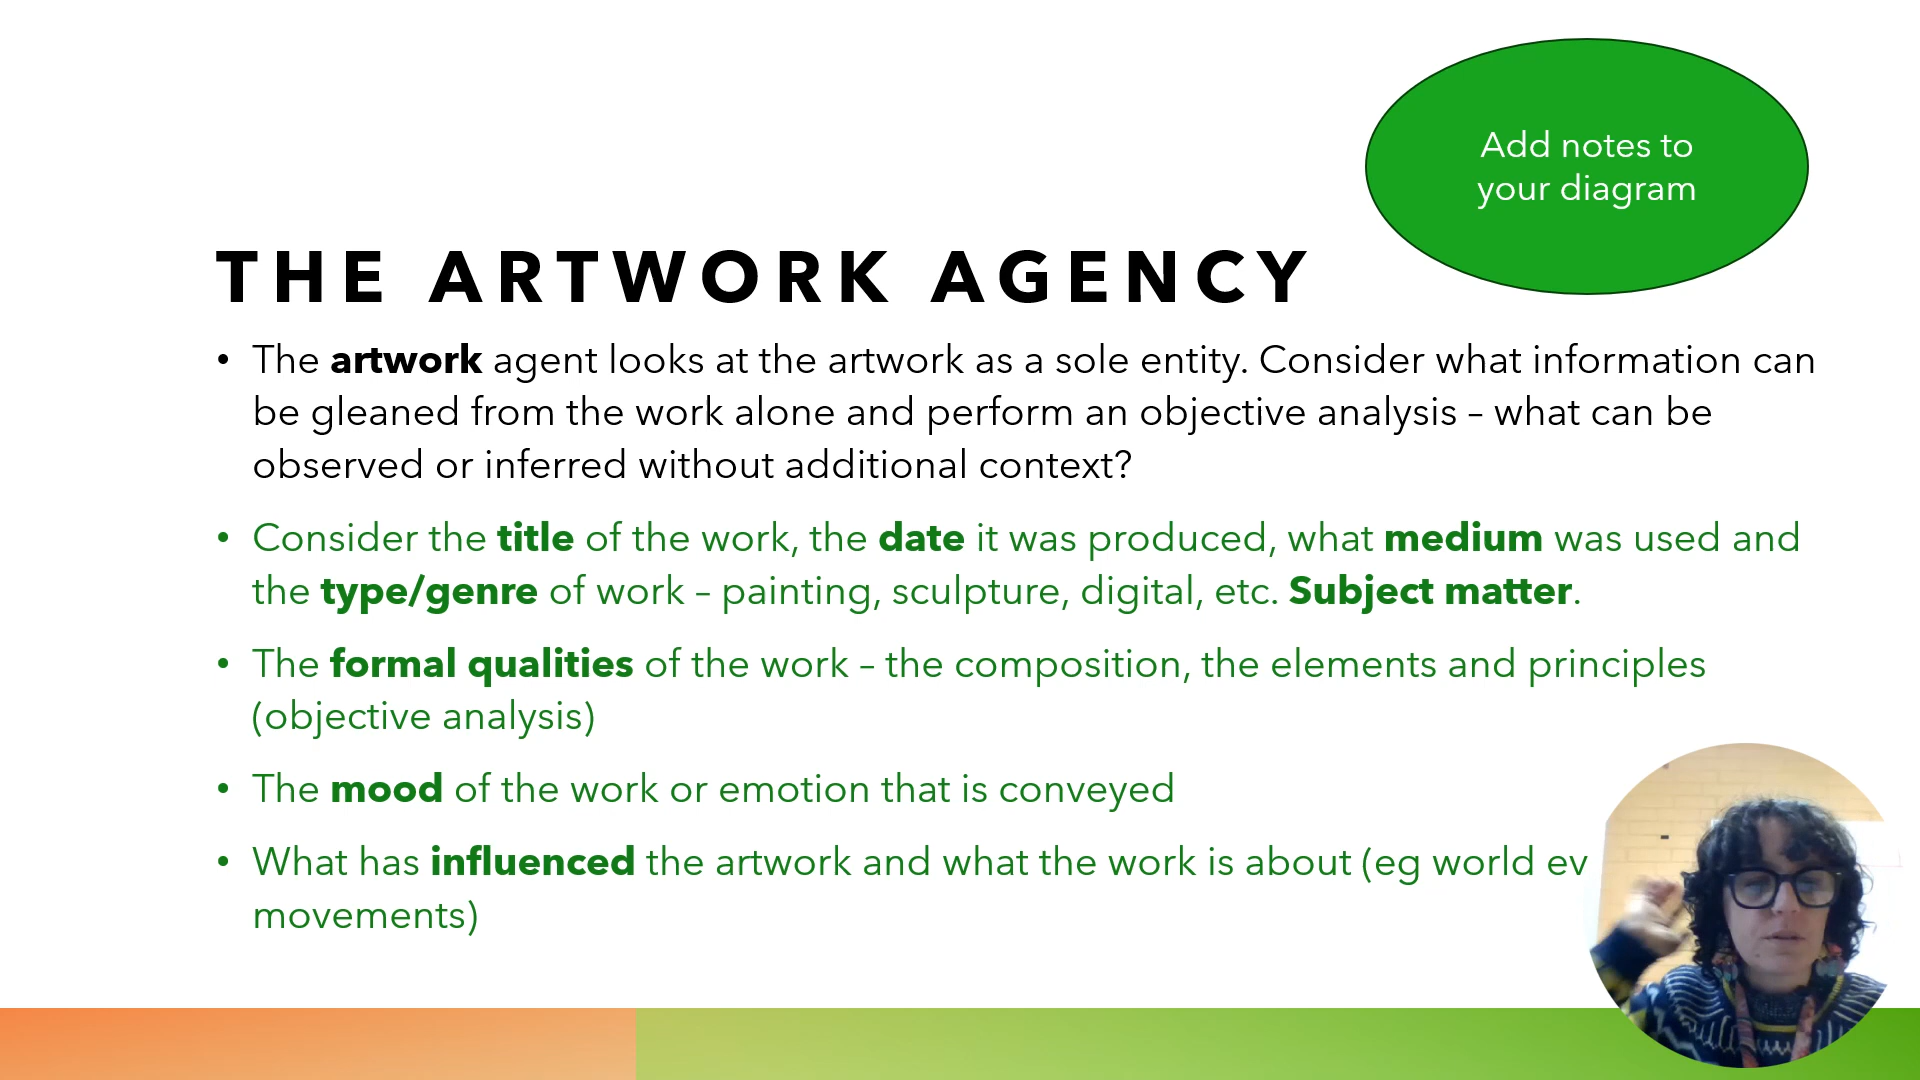 Add notes to
your diagram
THE ARTWORK AGENCY
• The artwork agent looks at the artwork as a sole entity. Consider what information can
be gleaned from the work alone and perform an objective analysis – what can be
observed or inferred without additional context?
• Consider the title of the work, the date it was produced, what medium was used and
the type/genre of work – painting, sculpture, digital, etc. Subject matter.
• The formal qualities of the work – the composition, the elements and principles
(objective analysis)
• The mood of the work or emotion that is conveyed
• What has influenced the artwork and what the work is about (eg world
movements)